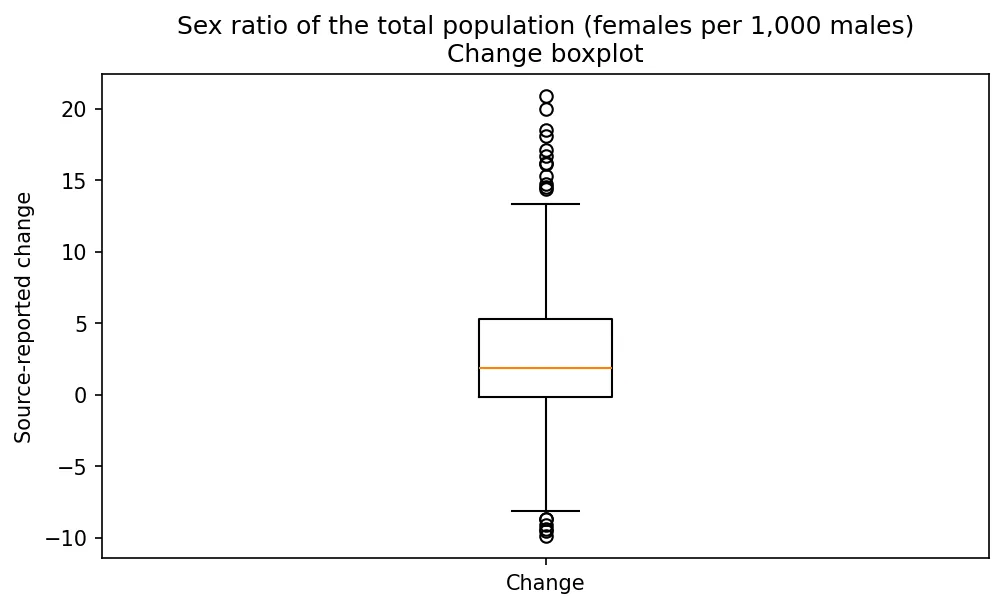 Sex ratio of the total population (females per 1,000 males)
Change boxplot
Source-reported change
20
15
10
5
0
−5
−10
Change